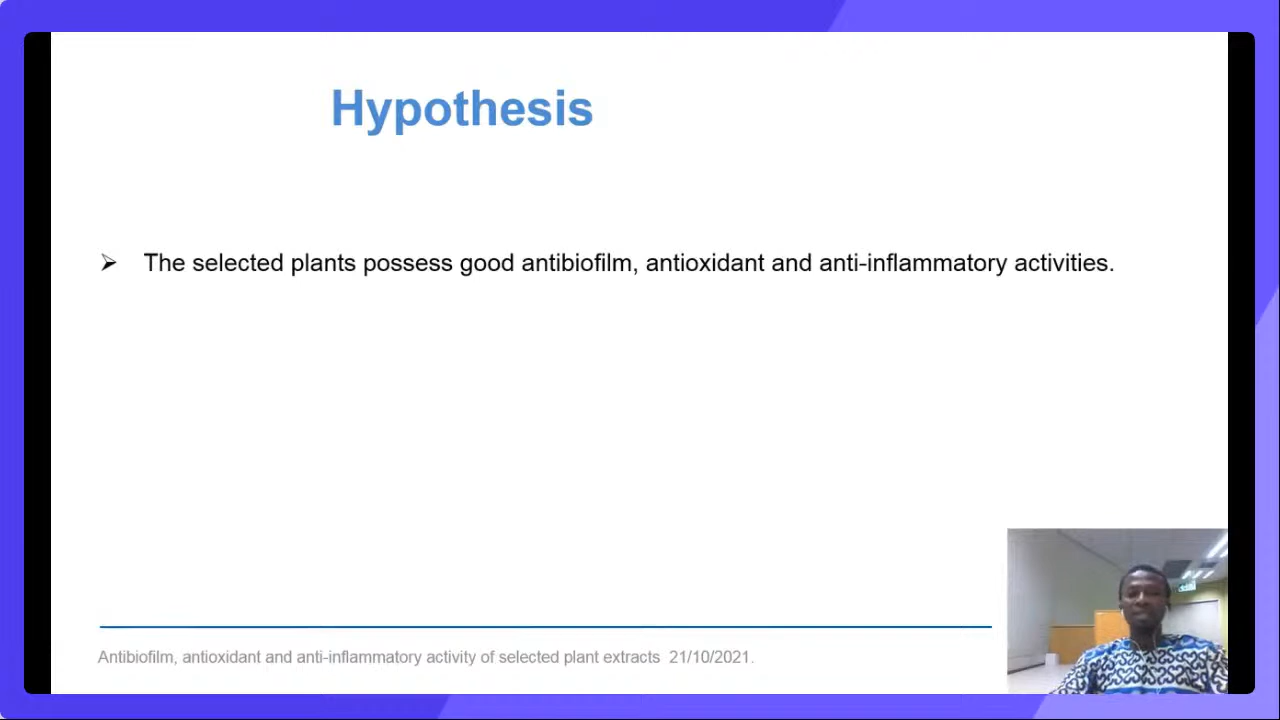 Hypothesis
➢ The selected plants possess good antibiofilm, antioxidant and anti-inflammatory activities.
Antibiofilm, antioxidant and anti-inflammatory activity of selected plant extracts 21/10/2021.